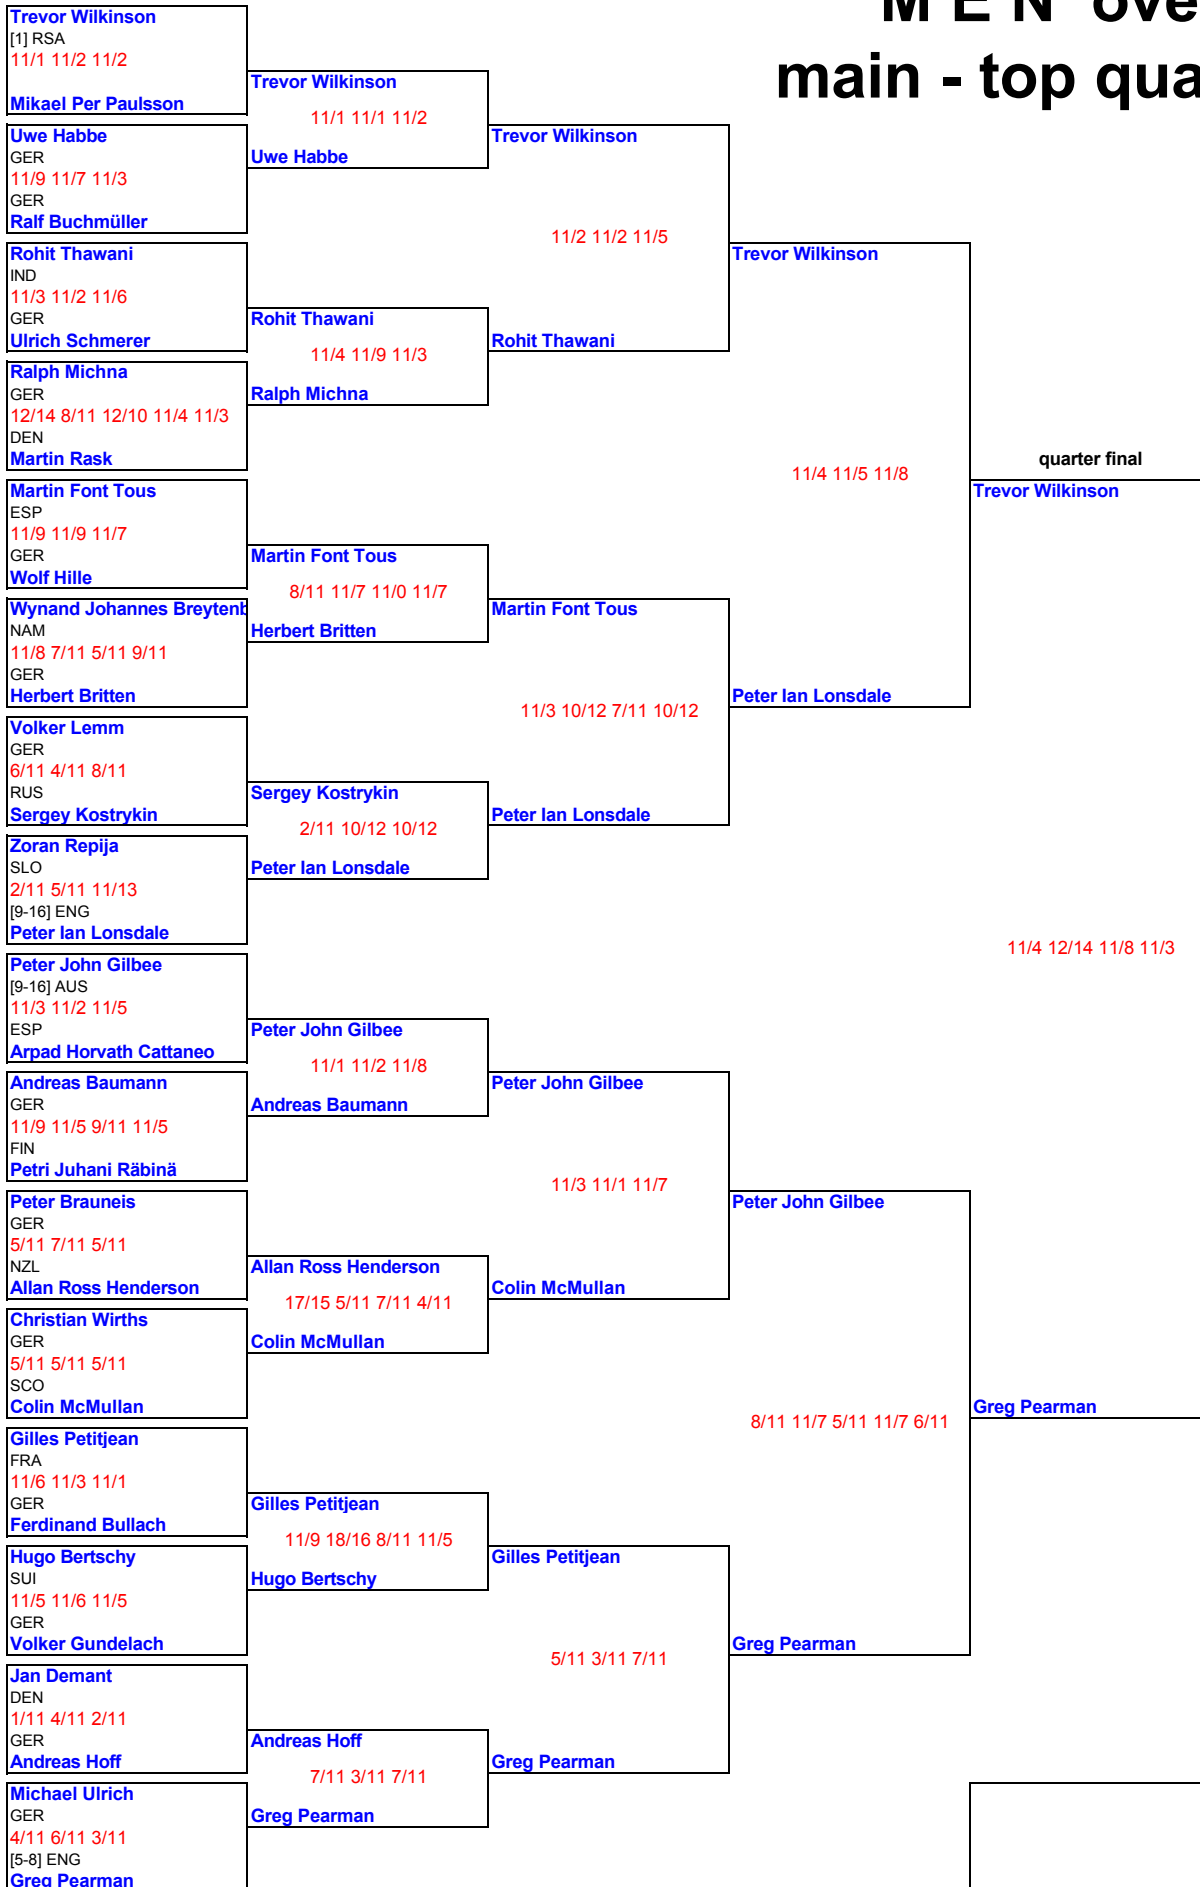 M E N  ove
main - top qua
Trevor Wilkinson
[1] RSA
11/1 11/2 11/2
Mikael Per Paulsson
Uwe Habbe
GER
11/9 11/7 11/3
GER
Ralf Buchmüller
Rohit Thawani
IND
11/3 11/2 11/6
GER
Ulrich Schmerer
Ralph Michna
GER
12/14 8/11 12/10 11/4 11/3
DEN
Martin Rask
Martin Font Tous
ESP
11/9 11/9 11/7
GER
Wolf Hille
Wynand Johannes Breytenb
NAM
11/8 7/11 5/11 9/11
GER
Herbert Britten
Volker Lemm
GER
6/11 4/11 8/11
RUS
Sergey Kostrykin
Zoran Repija
SLO
2/11 5/11 11/13
[9-16] ENG
Peter Ian Lonsdale
Peter John Gilbee
[9-16] AUS
11/3 11/2 11/5
ESP
Arpad Horvath Cattaneo
Andreas Baumann
GER
11/9 11/5 9/11 11/5
FIN
Petri Juhani Räbinä
Peter Brauneis
GER
5/11 7/11 5/11
NZL
Allan Ross Henderson
Christian Wirths
GER
5/11 5/11 5/11
SCO
Colin McMullan
Gilles Petitjean
FRA
11/6 11/3 11/1
GER
Ferdinand Bullach
Hugo Bertschy
SUI
11/5 11/6 11/5
GER
Volker Gundelach
Jan Demant
DEN
1/11 4/11 2/11
GER
Andreas Hoff
Michael Ulrich
GER
4/11 6/11 3/11
[5-8] ENG
Greg Pearman
Trevor Wilkinson
11/1 11/1 11/2
Uwe Habbe
Rohit Thawani
11/4 11/9 11/3
Ralph Michna
Martin Font Tous
8/11 11/7 11/0 11/7
Herbert Britten
Sergey Kostrykin
2/11 10/12 10/12
Peter Ian Lonsdale
Peter John Gilbee
11/1 11/2 11/8
Andreas Baumann
Allan Ross Henderson
17/15 5/11 7/11 4/11
Colin McMullan
Gilles Petitjean
11/9 18/16 8/11 11/5
Hugo Bertschy
Andreas Hoff
7/11 3/11 7/11
Greg Pearman
Trevor Wilkinson
11/2 11/2 11/5
Rohit Thawani
Martin Font Tous
11/3 10/12 7/11 10/12
Peter Ian Lonsdale
Peter John Gilbee
11/3 11/1 11/7
Colin McMullan
Gilles Petitjean
5/11 3/11 7/11
Greg Pearman
Trevor Wilkinson
11/4 11/5 11/8
Peter Ian Lonsdale
Peter John Gilbee
8/11 11/7 5/11 11/7 6/11
Greg Pearman
quarter final
Trevor Wilkinson
11/4 12/14 11/8 11/3
Greg Pearman